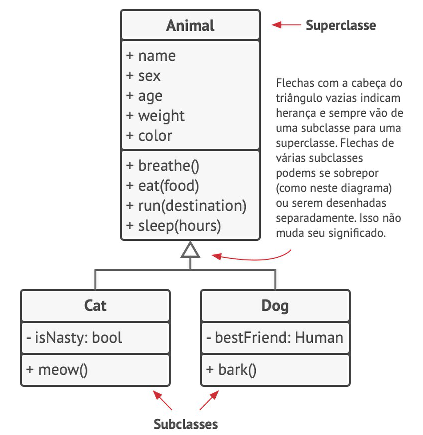 Animal
Superclasse
+ name
+ sex
+ age
+ weight
+ color
+ breathe()
+ eat(food)
+ run(destination)
+ sleep(hours)
Flechas com a cabeça do
triângulo vazias indicam
herança e sempre vão de
uma subclasse para uma
superclasse. Flechas de
várias subclasses
podems se sobrepor
(como neste diagrama)
ou serem desenhadas
separadamente. Isso não
muda seu significado.
Cat
- isNasty: bool
+ meow()
Dog
- bestFriend: Human
+ bark()
Subclasses